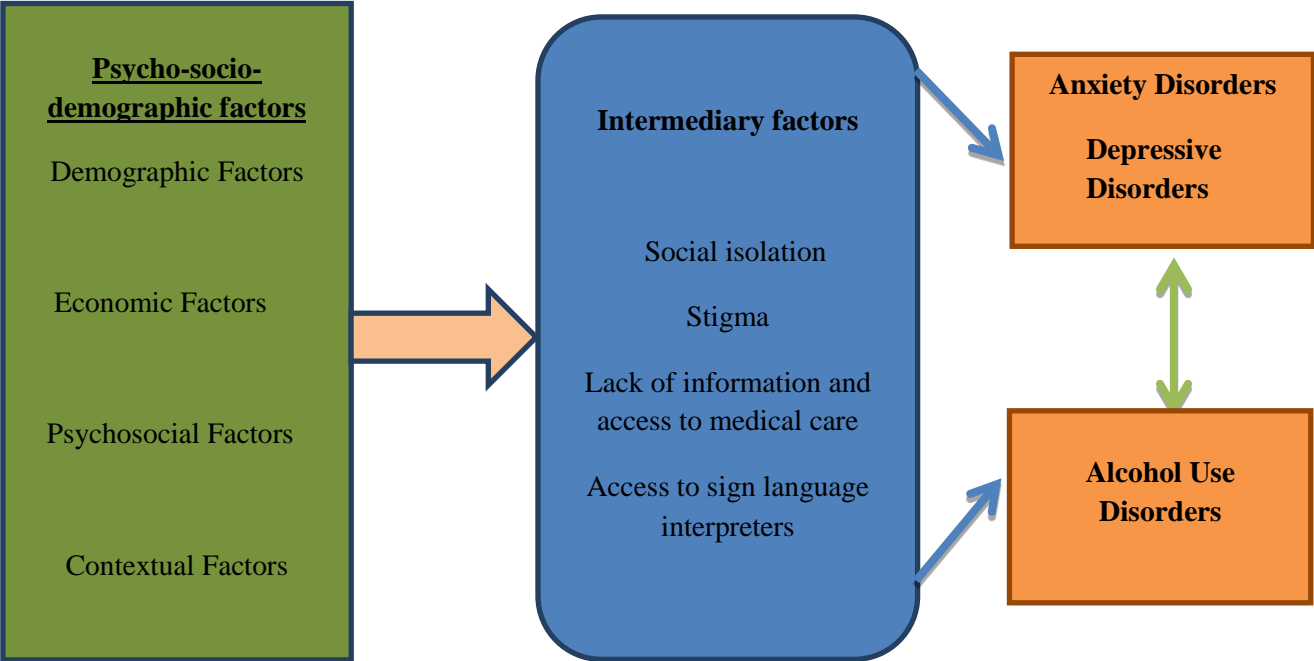 Psycho-socio-
demographic factors
Demographic Factors
Economic Factors
Psychosocial Factors
Contextual Factors
Intermediary factors
Social isolation
Stigma
Lack of information and
access to medical care
Access to sign language
interpreters
Anxiety Disorders
Depressive
Disorders
Alcohol Use
Disorders